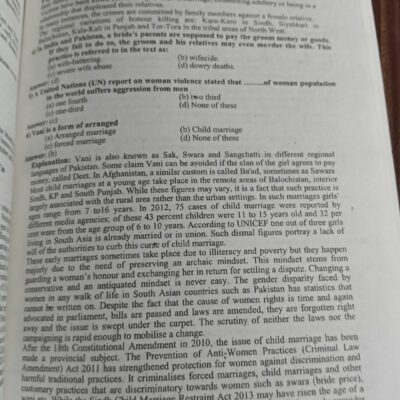 that displeased their relatives.
instances, the crimes are committed by family members against a female relative.
The regional variations of honour killing are: Karo-Kari in Sindh, Siyahkari in
Balochistan, Kala-Kali in Punjab and Tor-Tora in the tribal areas of North West.
4) In India and Pakistan, a bride's parents are supposed to pay the groom money or goods.
If they fail to do so, the groom and his relatives may even murder the wife. This
practice is referred to in the text as:
(a) wife-battering. (b) wifecide.
(c) severe wife abuse (d) dowry deaths.
Answer: (d)
A United Nations (UN) report on woman violence stated that ........of woman population
in the world suffers aggression from men
(a) one fourth (b) two third
(c) one-third (d) None of these
Answer: (c)
6) Vani is a form of arranged
(a) Arranged marriage (b) Child marriage
(c) forced marriage (d) None of these
Answer: (b)
Explanation: Vani is also known as Sak, Swara and Sangchatti in different regional
languages of Pakistan. Some claim Vani can be avoided if the clan of the girl agrees to pay
money, called Deet. In Afghanistan, a similar custom is called Ba'ad, sometimes as Sawara
Most child marriages at a young age take place in the remote areas of Balochistan, interior
Sindh, KP and South Punjab. While these figures may vary, it is a fact that such practice is
largely associated with the rural area rather than the urban settings. In such marriages girls'
ages range from 7 to16 years. In 2012, 75 cases of child marriage were reported by
different media agencies; of these 43 percent children were 11 to 15 years old and 32 per
cent were from the age group of 6 to 10 years. According to UNICEF one out of three girls
living in South Asia is already married or in union. Such dismal figures portray a lack of
will of the authorities to curb this curse of child marriage.
These early marriages sometimes take place due to illiteracy and poverty but they happen
majorly due to the need of preserving an archaic mindset. This mindset stems from
guarding a woman's honour and exchanging her in return for settling a dispute. Changing a
conservative and an antiquated mindset is never easy. The gender disparity faced by
women in any walk of life in South Asian countries such as Pakistan has statistics that
cannot be written on. Despite the fact that the cause of women rights is time and again
advocated in parliament, bills are passed and laws are amended, they are forgotten right
away and the issue is swept under the carpet. The scrutiny of neither the laws nor the
campaigning is rapid enough to mobilise a change.
After the 18th Constitutional Amendment in 2010, the issue of child marriage has been
made a provincial subject. The Prevention of Anti-Women Practices (Criminal Law
Amendment) Act 2011 has strengthened protection for women against discrimination and
harmful traditional practices. It criminalises forced marriages, child marriages and other
customary practices that are discriminatory towards women such as swara (bride price),
vani etc. While the Sindh Child Marriage Restraint Act 2013 may have risen the age of a